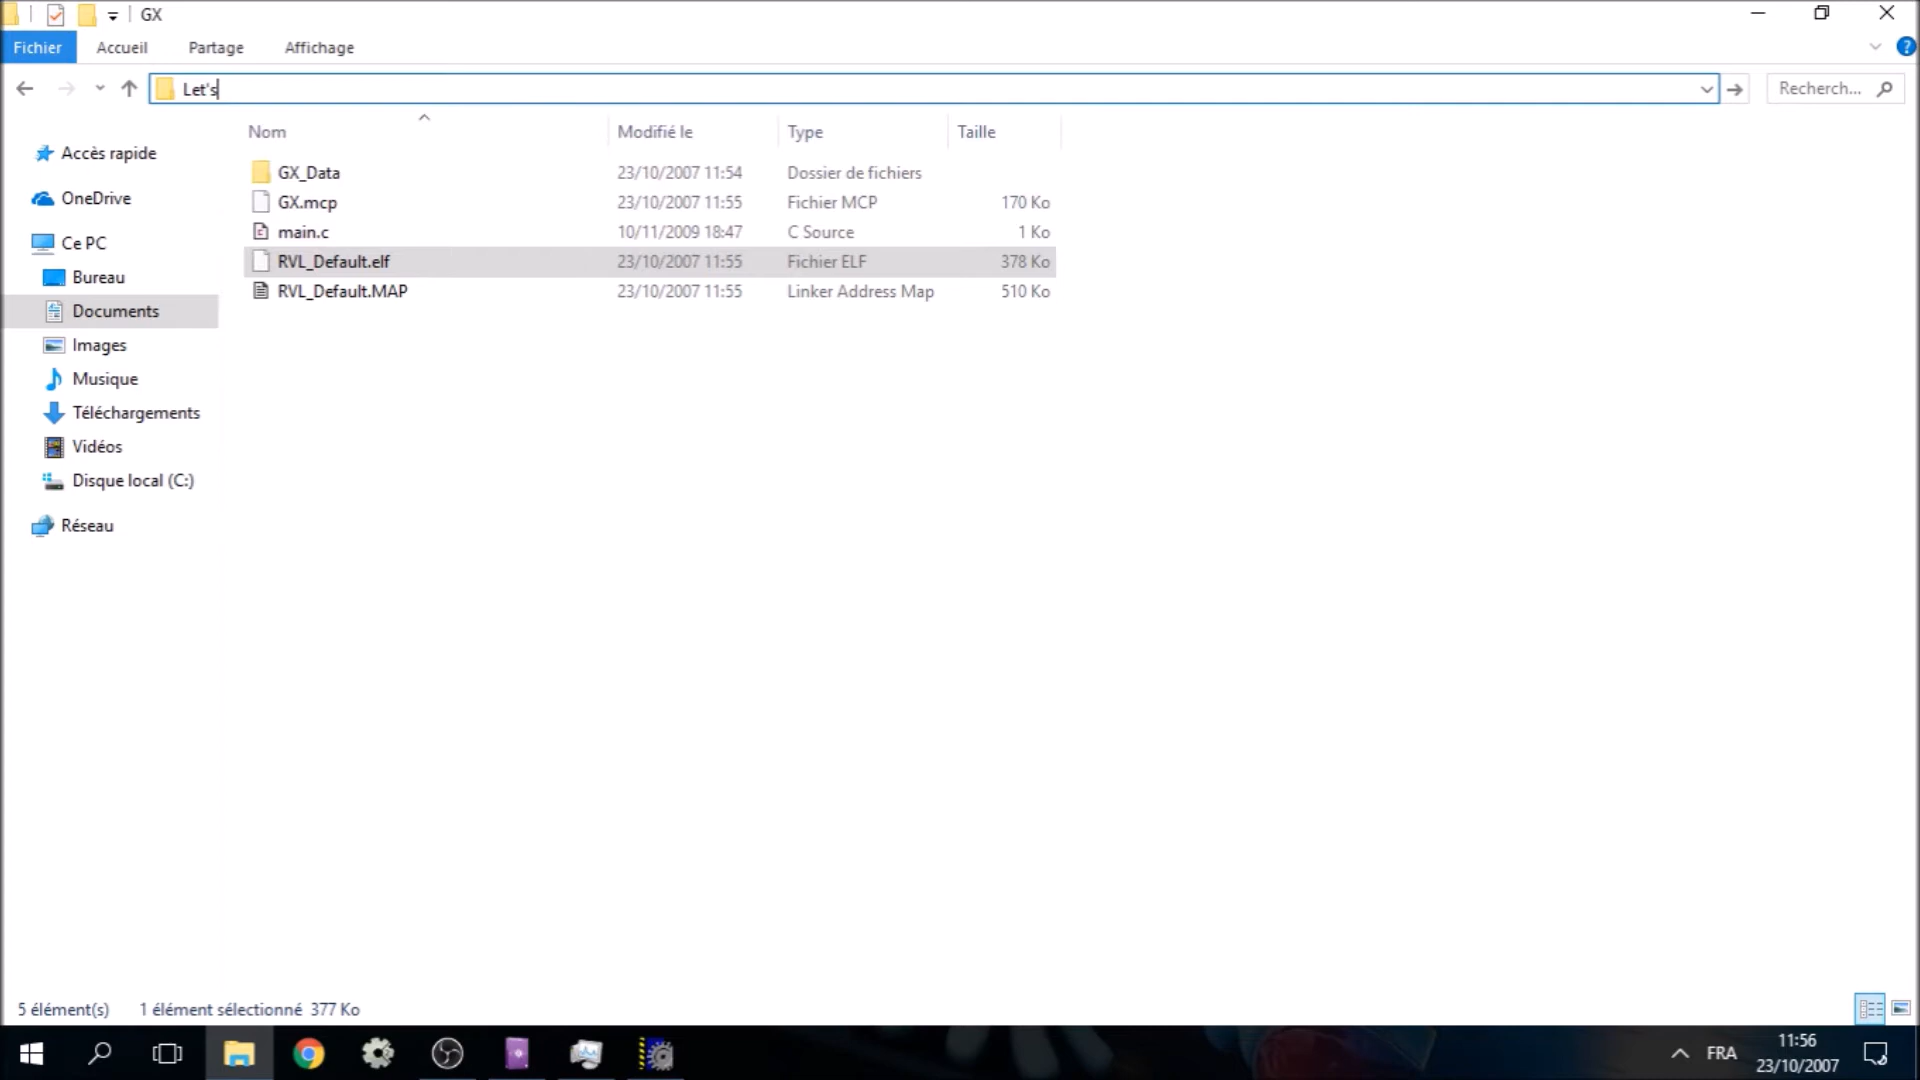 GX
Fichier Accueil Partage Affichage
Let's
Recherch...
Nom Modifié le Type Taille
Accès rapide
OneDrive
Ce PC
Bureau
Documents
Images
Musique
Téléchargements
Vidéos
Disque local (C:)
Réseau
GX_Data 23/10/2007 11:54 Dossier de fichiers
GX.mcp 23/10/2007 11:55 Fichier MCP 170 Ko
main.c 10/11/2009 18:47 C Source 1 Ko
RVL_Default.elf 23/10/2007 11:55 Fichier ELF 378 Ko
RVL_Default.MAP 23/10/2007 11:55 Linker Address Map 510 Ko
5 élément(s) 1 élément sélectionné 377 Ko
FRA
11:56
23/10/2007